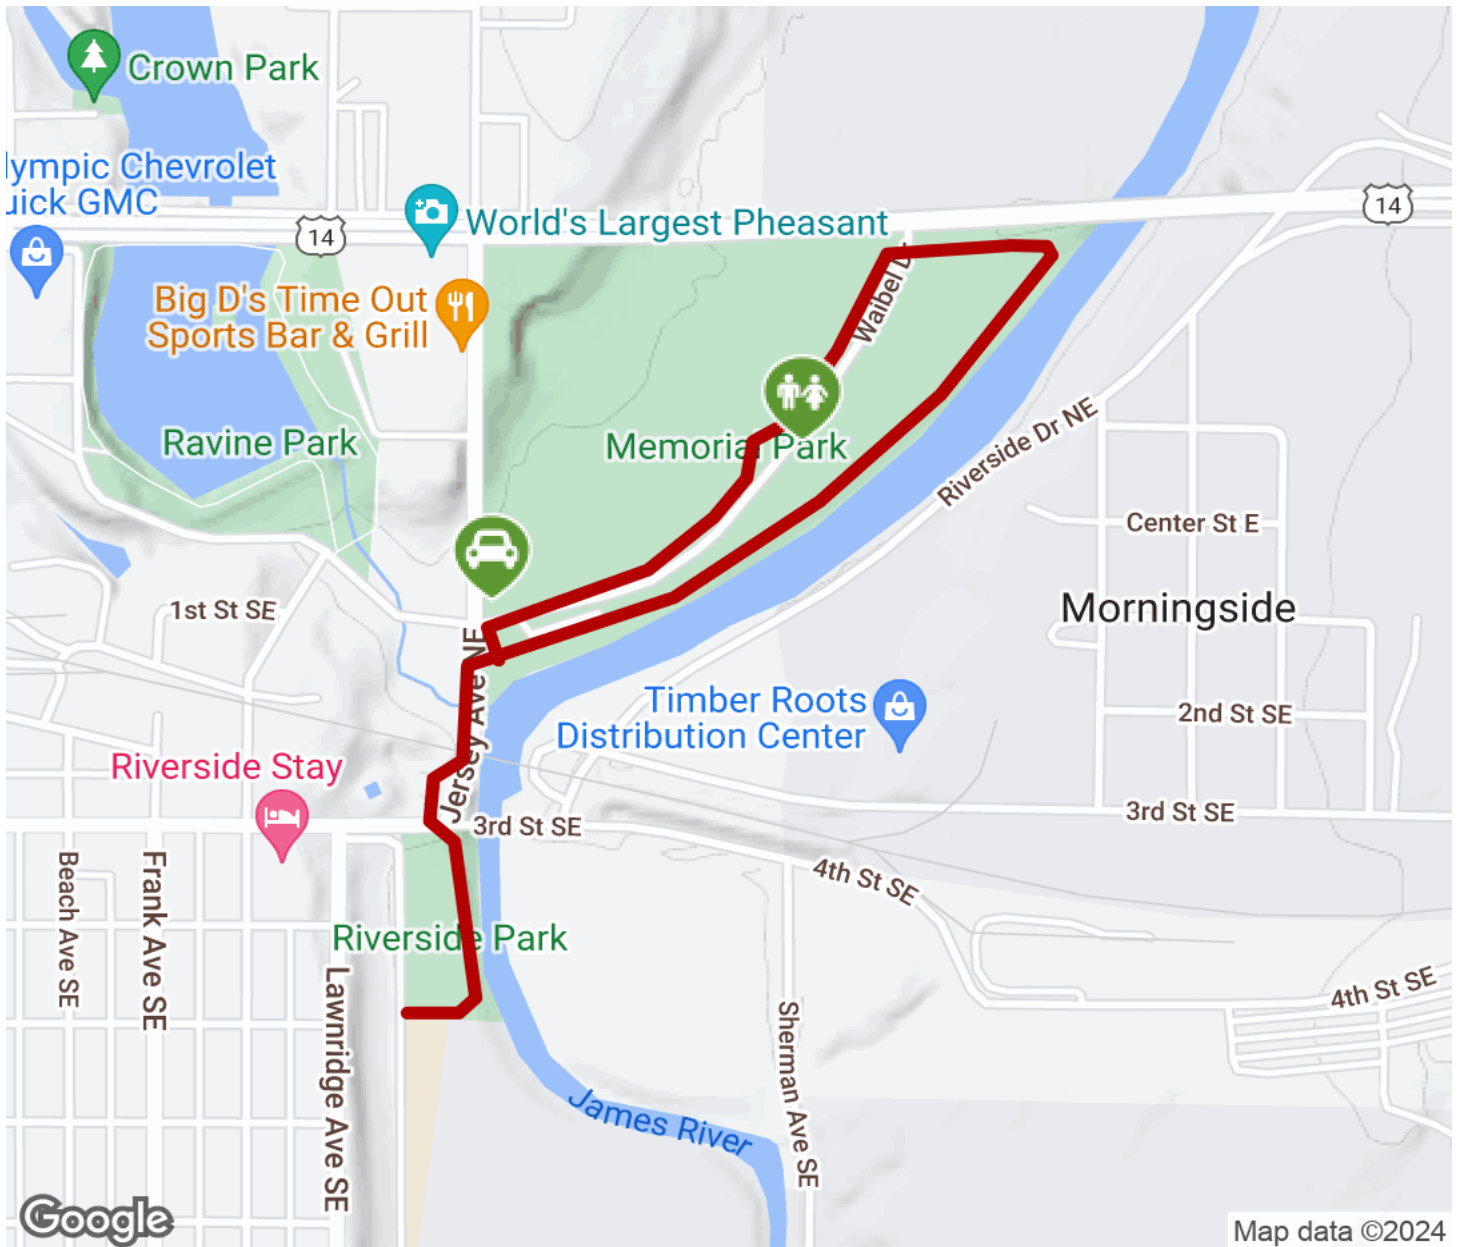 Crown Park
lympic Chevrolet
uick GMC
14
World's Largest Pheasant
14
Big D's Time Out
Sports Bar & Grill
Waibel D
Ravine Park
Memorial Park
Riverside Dr NE
Center St E
1st St SE
Morningside
Jersey Ave NE
Timber Roots
Distribution Center
2nd St SE
Riverside Stay
3rd St SE
3rd St SE
4th St SE
Beach Ave SE
Frank Ave SE
Riverside Park
Lawnridge Ave SE
4th St SE
Sherman Ave SE
James River
Google
Map data ©2024